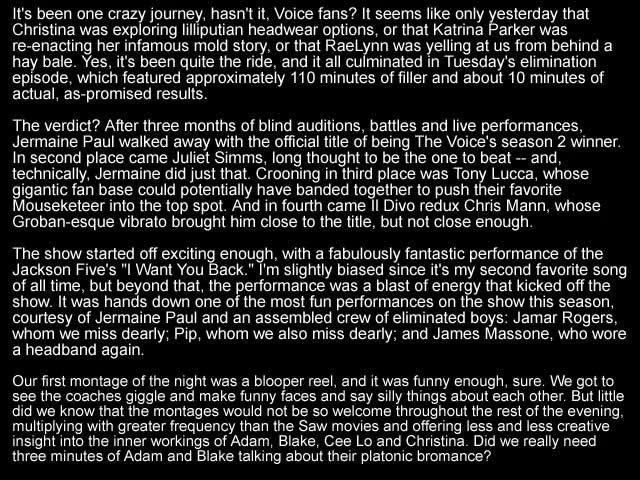 It's been one crazy journey, hasn't it, Voice fans? It seems like only yesterday that
Christina was exploring lilliputian headwear options, or that Katrina Parker was
re-enacting her infamous mold story, or that RaeLynn was yelling at us from behind a
hay bale. Yes, it's been quite the ride, and it all culminated in Tuesday's elimination
episode, which featured approximately 110 minutes of filler and about 10 minutes of
actual, as-promised results.

The verdict? After three months of blind auditions, battles and live performances,
Jermaine Paul walked away with the official title of being The Voice's season 2 winner.
In second place came Juliet Simms, long thought to be the one to beat -- and,
technically, Jermaine did just that. Crooning in third place was Tony Lucca, whose
gigantic fan base could potentially have banded together to push their favorite
Mouseketeer into the top spot. And in fourth came Il Divo redux Chris Mann, whose
Groban-esque vibrato brought him close to the title, but not close enough.

The show started off exciting enough, with a fabulously fantastic performance of the
Jackson Five's "I Want You Back." I'm slightly biased since it's my second favorite song
of all time, but beyond that, the performance was a blast of energy that kicked off the
show. It was hands down one of the most fun performances on the show this season,
courtesy of Jermaine Paul and an assembled crew of eliminated boys: Jamar Rogers,
whom we miss dearly; Pip, whom we also miss dearly; and James Massone, who wore
a headband again.

Our first montage of the night was a blooper reel, and it was funny enough, sure. We got to
see the coaches giggle and make funny faces and say silly things about each other. But little
did we know that the montages would not be so welcome throughout the rest of the evening,
multiplying with greater frequency than the Saw movies and offering less and less creative
insight into the inner workings of Adam, Blake, Cee Lo and Christina. Did we really need
three minutes of Adam and Blake talking about their platonic bromance?